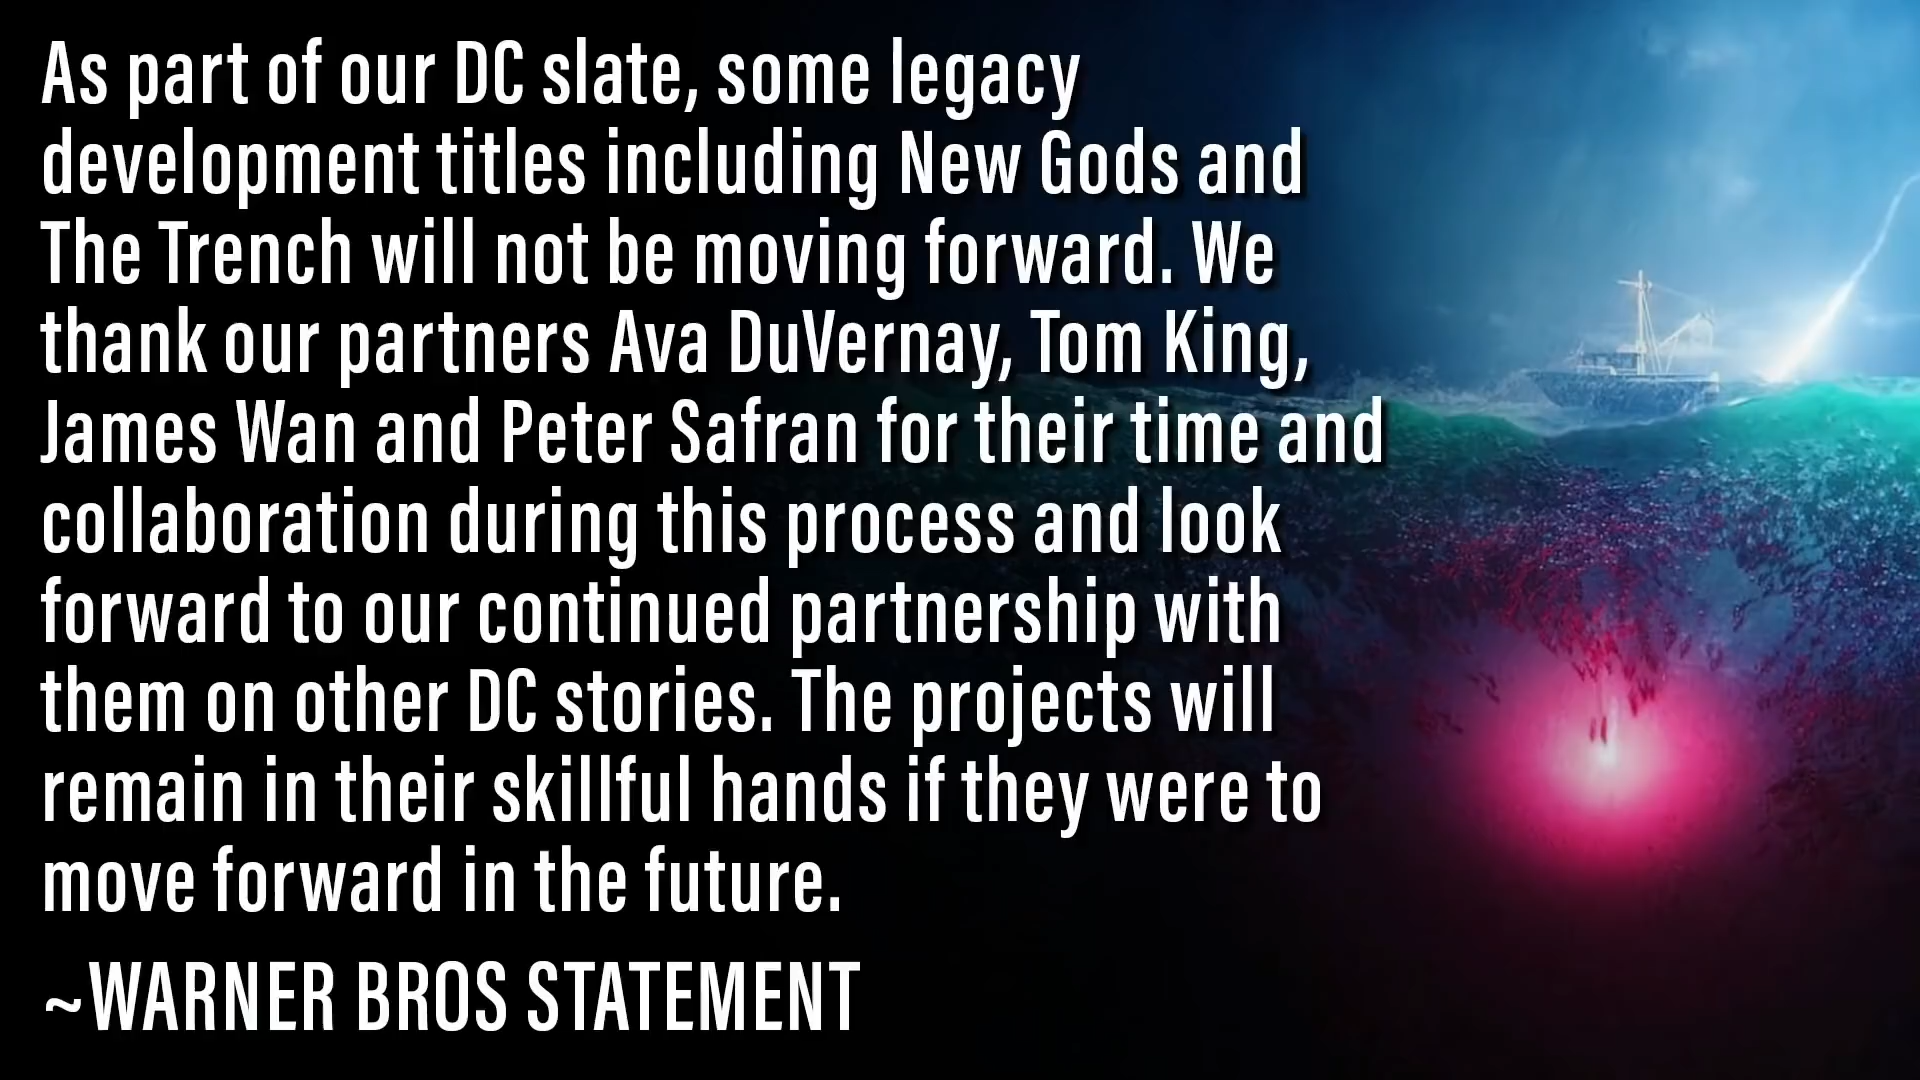 As part of our DC slate, some legacy
development titles including New Gods and
The Trench will not be moving forward. We
thank our partners Ava DuVernay, Tom King,
James Wan and Peter Safran for their time and
collaboration during this process and look
forward to our continued partnership with
them on other DC stories. The projects will
remain in their skillful hands if they were to
move forward in the future.
~WARNER BROS STATEMENT